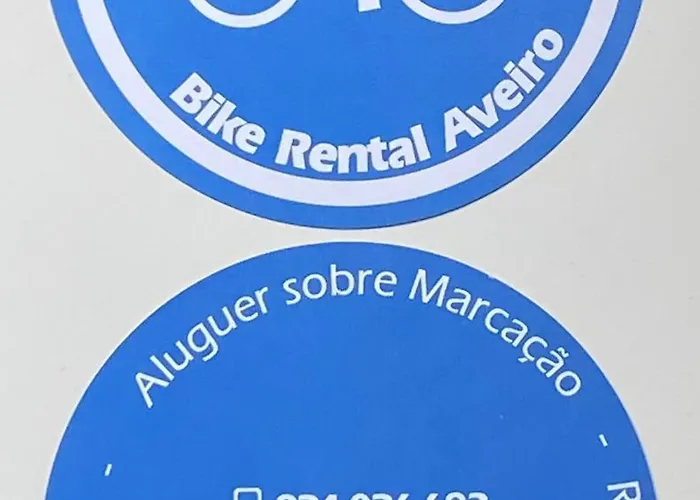 Bike Rental Aveiro
Aluguer sobre Marcação